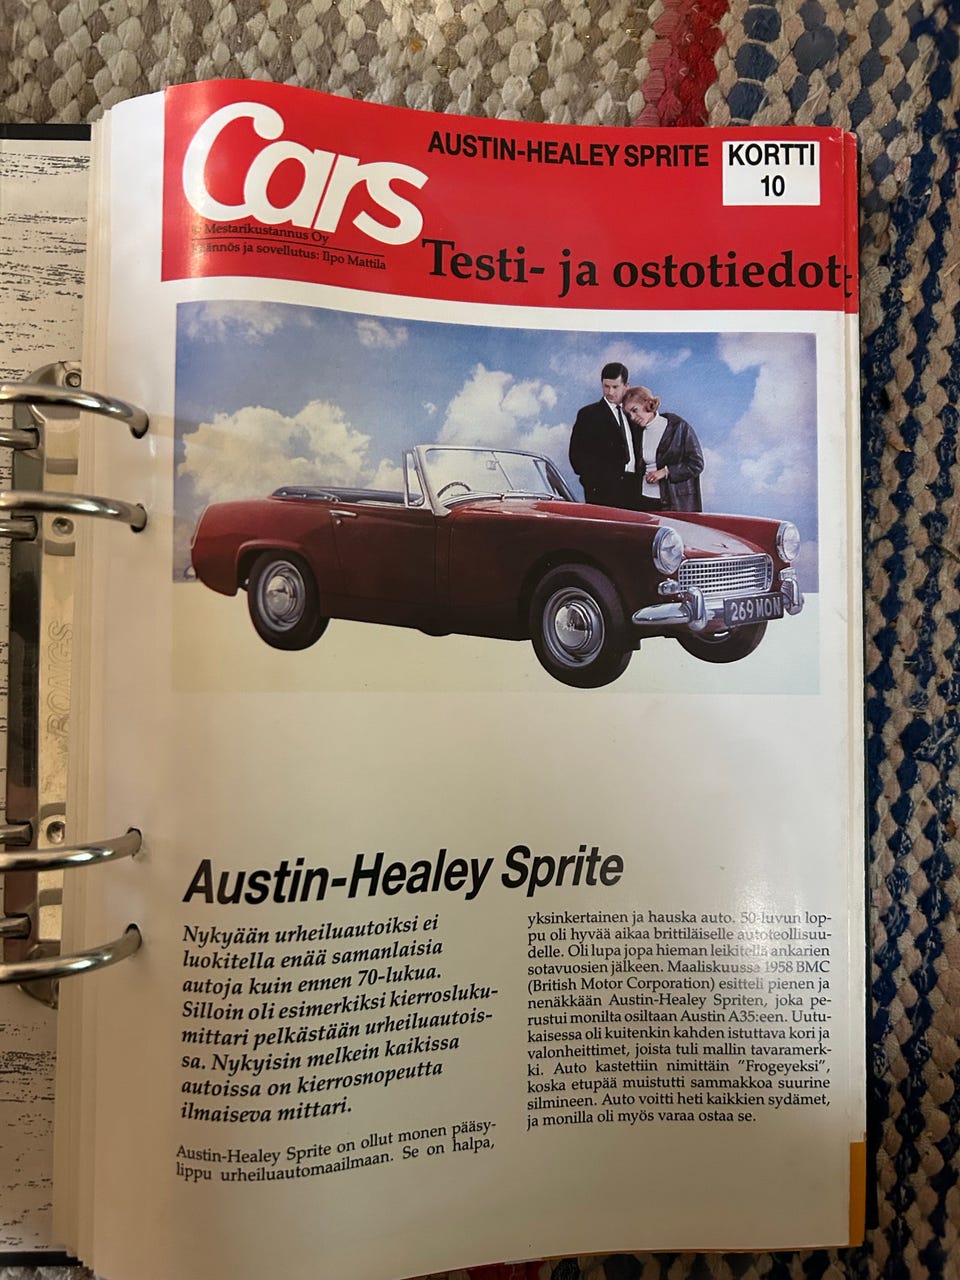 Cars
AUSTIN-HEALEY SPRITE
KORTTI
10
© Mestarikustannus Oy
Käännös ja sovellutus: Ilpo Mattila
Testi- ja ostotiedot
269 MON
Austin-Healey Sprite
Nykyään urheiluautoiksi ei
luokitella enää samanlaisia
autoja kuin ennen 70-lukua.
Silloin oli esimerkiksi kierrosluku-
mittari pelkästään urheiluautois-
sa. Nykyisin melkein kaikissa
autoissa on kierrosnopeutta
ilmaiseva mittari.
Austin-Healey Sprite on ollut monen pääsy-
lippu urheiluautomaailmaan. Se on halpa,
yksinkertainen ja hauska auto. 50-luvun lop-
pu oli hyvää aikaa brittiläiselle autoteollisuu-
delle. Oli lupa jopa hieman leikitellä ankarien
sotavuosien jälkeen. Maaliskuussa 1958 BMC
(British Motor Corporation) esitteli pienen ja
nenäkkään Austin-Healey Spriten, joka pe-
rustui monilta osiltaan Austin A35:een. Uutu-
kaisessa oli kuitenkin kahden istuttava kori ja
valonheittimet, joista tuli mallin tavaramerk-
ki. Auto kastettiin nimittäin "Frogeyeksi",
koska etupää muistutti sammakkoa suurine
silmineen. Auto voitti heti kaikkien sydämet,
ja monilla oli myös varaa ostaa se.